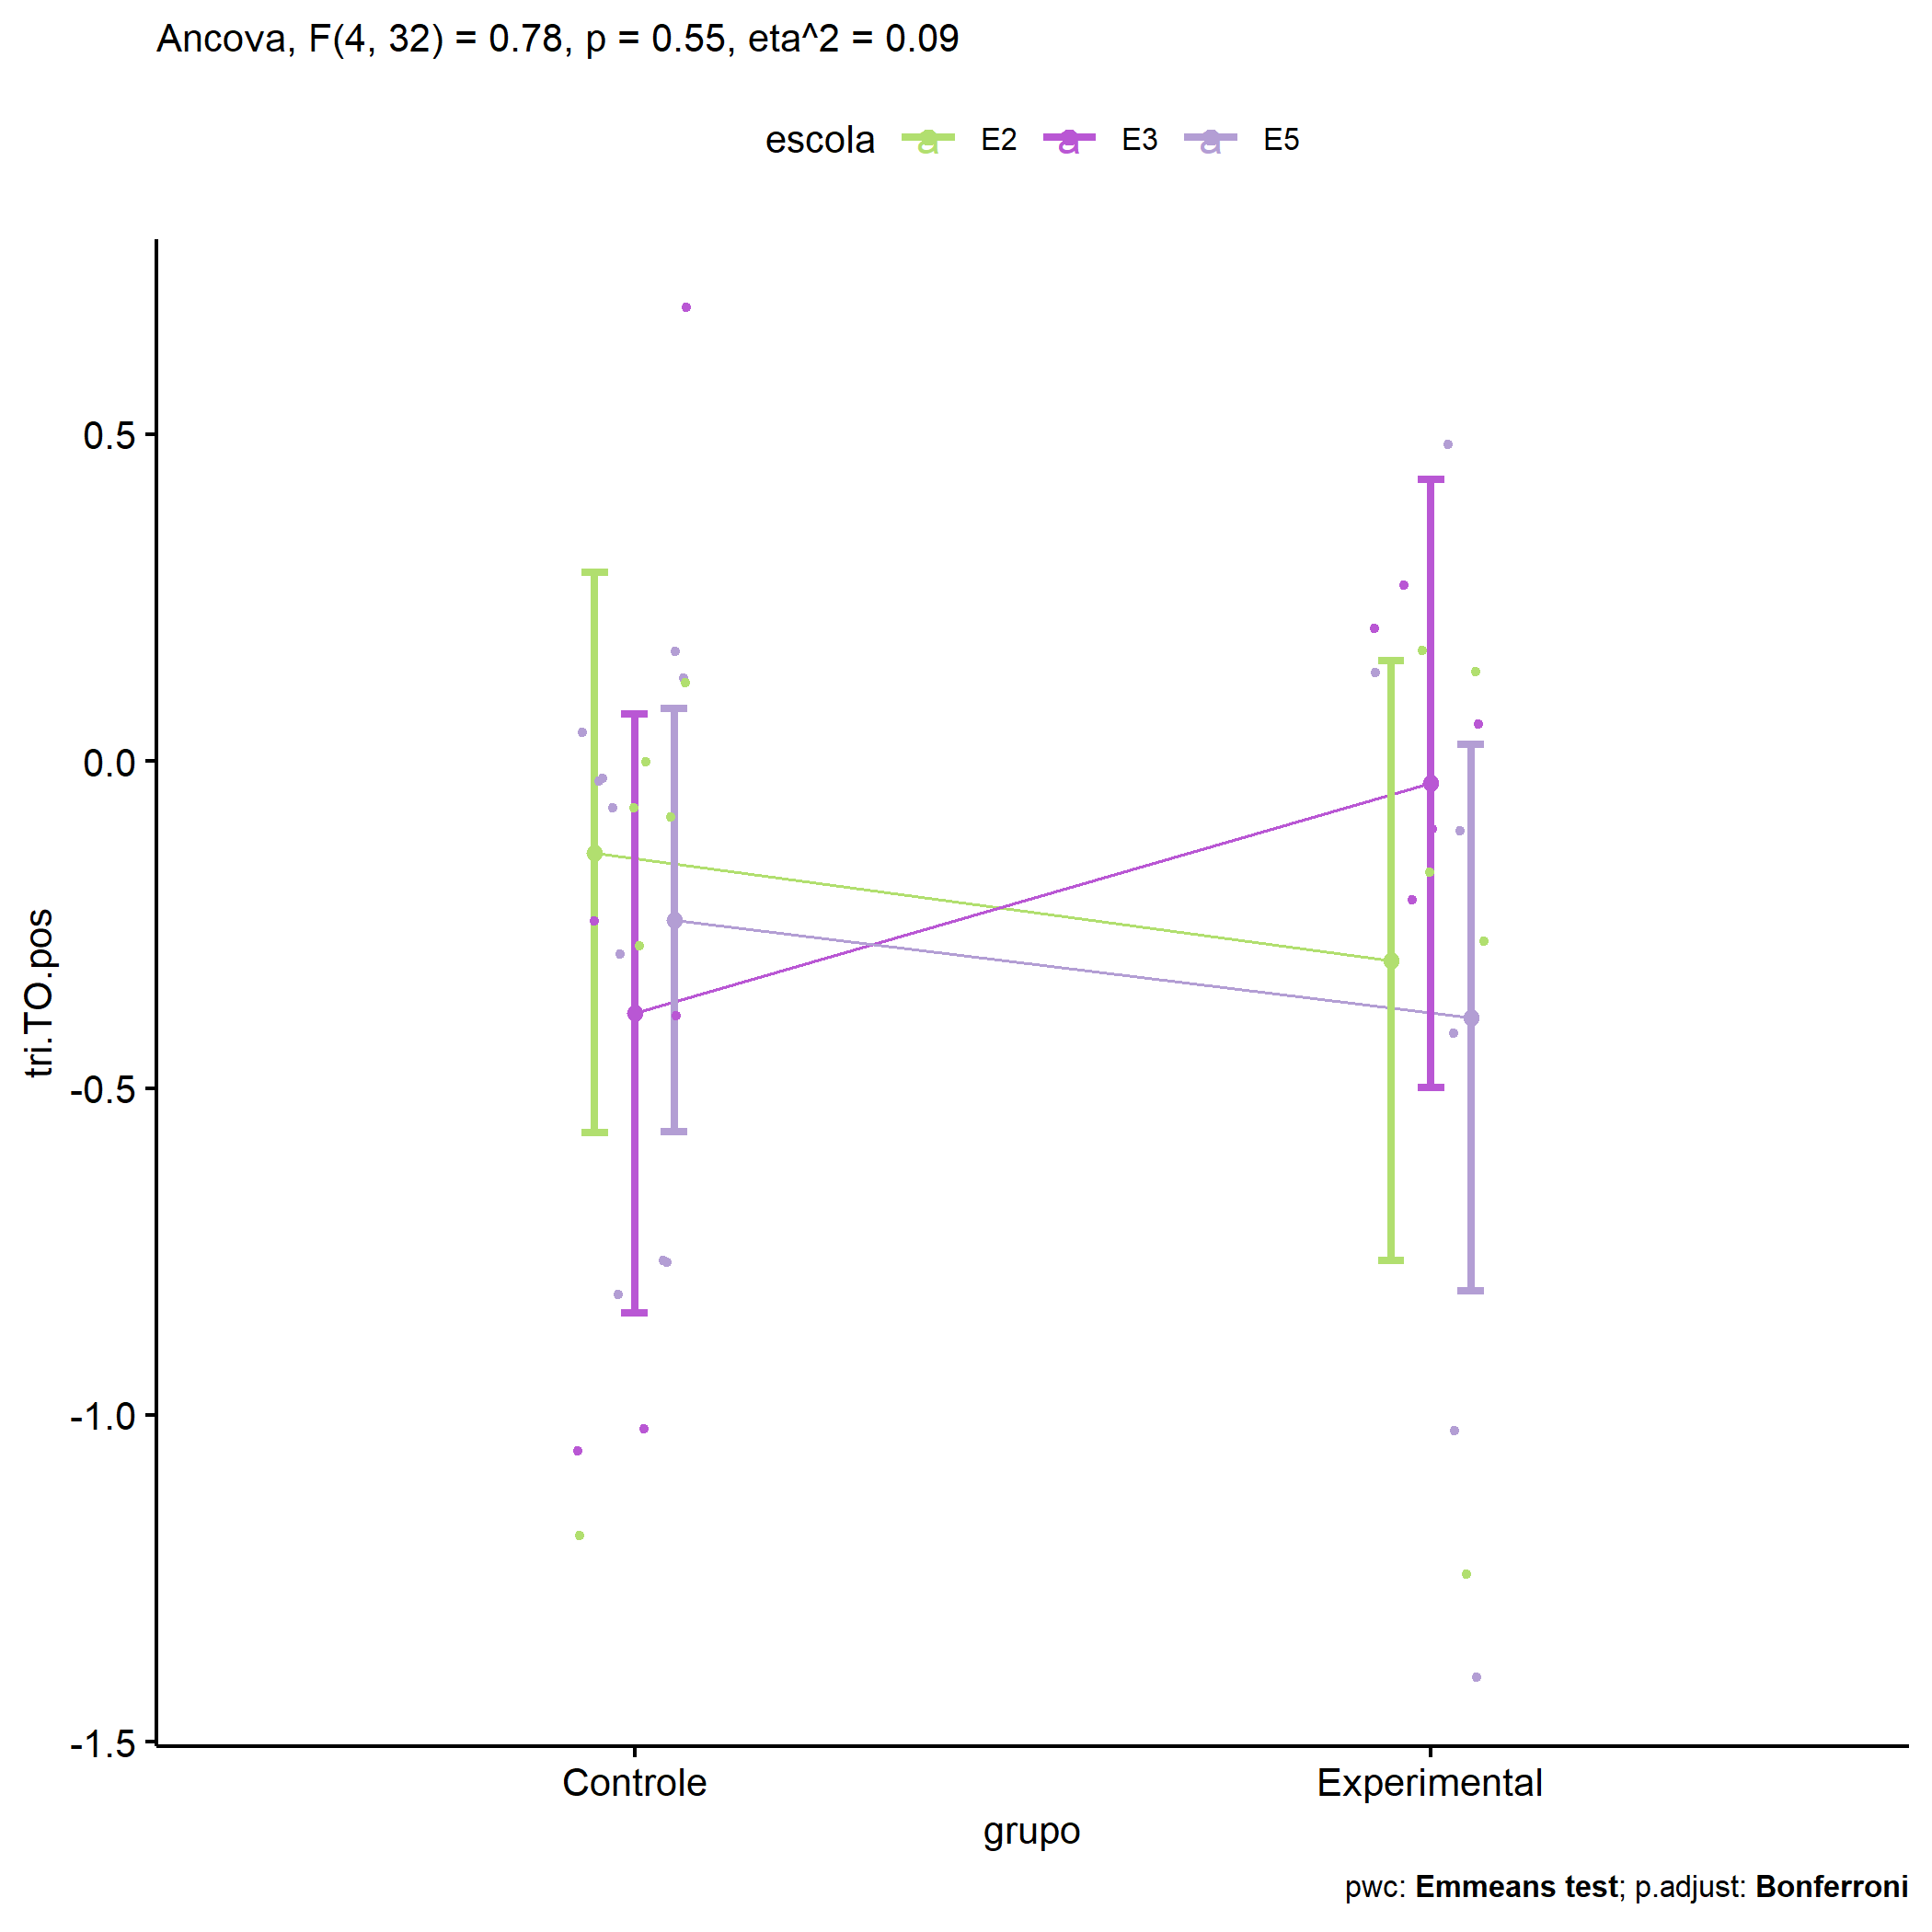 Ancova, F(4, 32) = 0.78, p = 0.55, eta^2 = 0.09
escola a E2 a E3 a E5
0.5
0.0
-0.5
-1.0
-1.5
tri.TO.pos
Controle Experimental
grupo
pwc: Emmeans test; p.adjust: Bonferroni